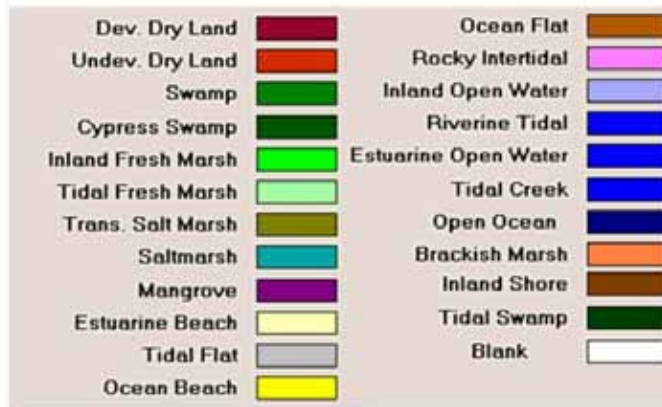 Dev. Dry Land
Undev. Dry Land
Swamp
Cypress Swamp
Inland Fresh Marsh
Tidal Fresh Marsh
Trans. Salt Marsh
Saltmarsh
Mangrove
Estuarine Beach
Tidal Flat
Ocean Beach
Ocean Flat
Rocky Intertidal
Inland Open Water
Riverine Tidal
Estuarine Open Water
Tidal Creek
Open Ocean
Brackish Marsh
Inland Shore
Tidal Swamp
Blank